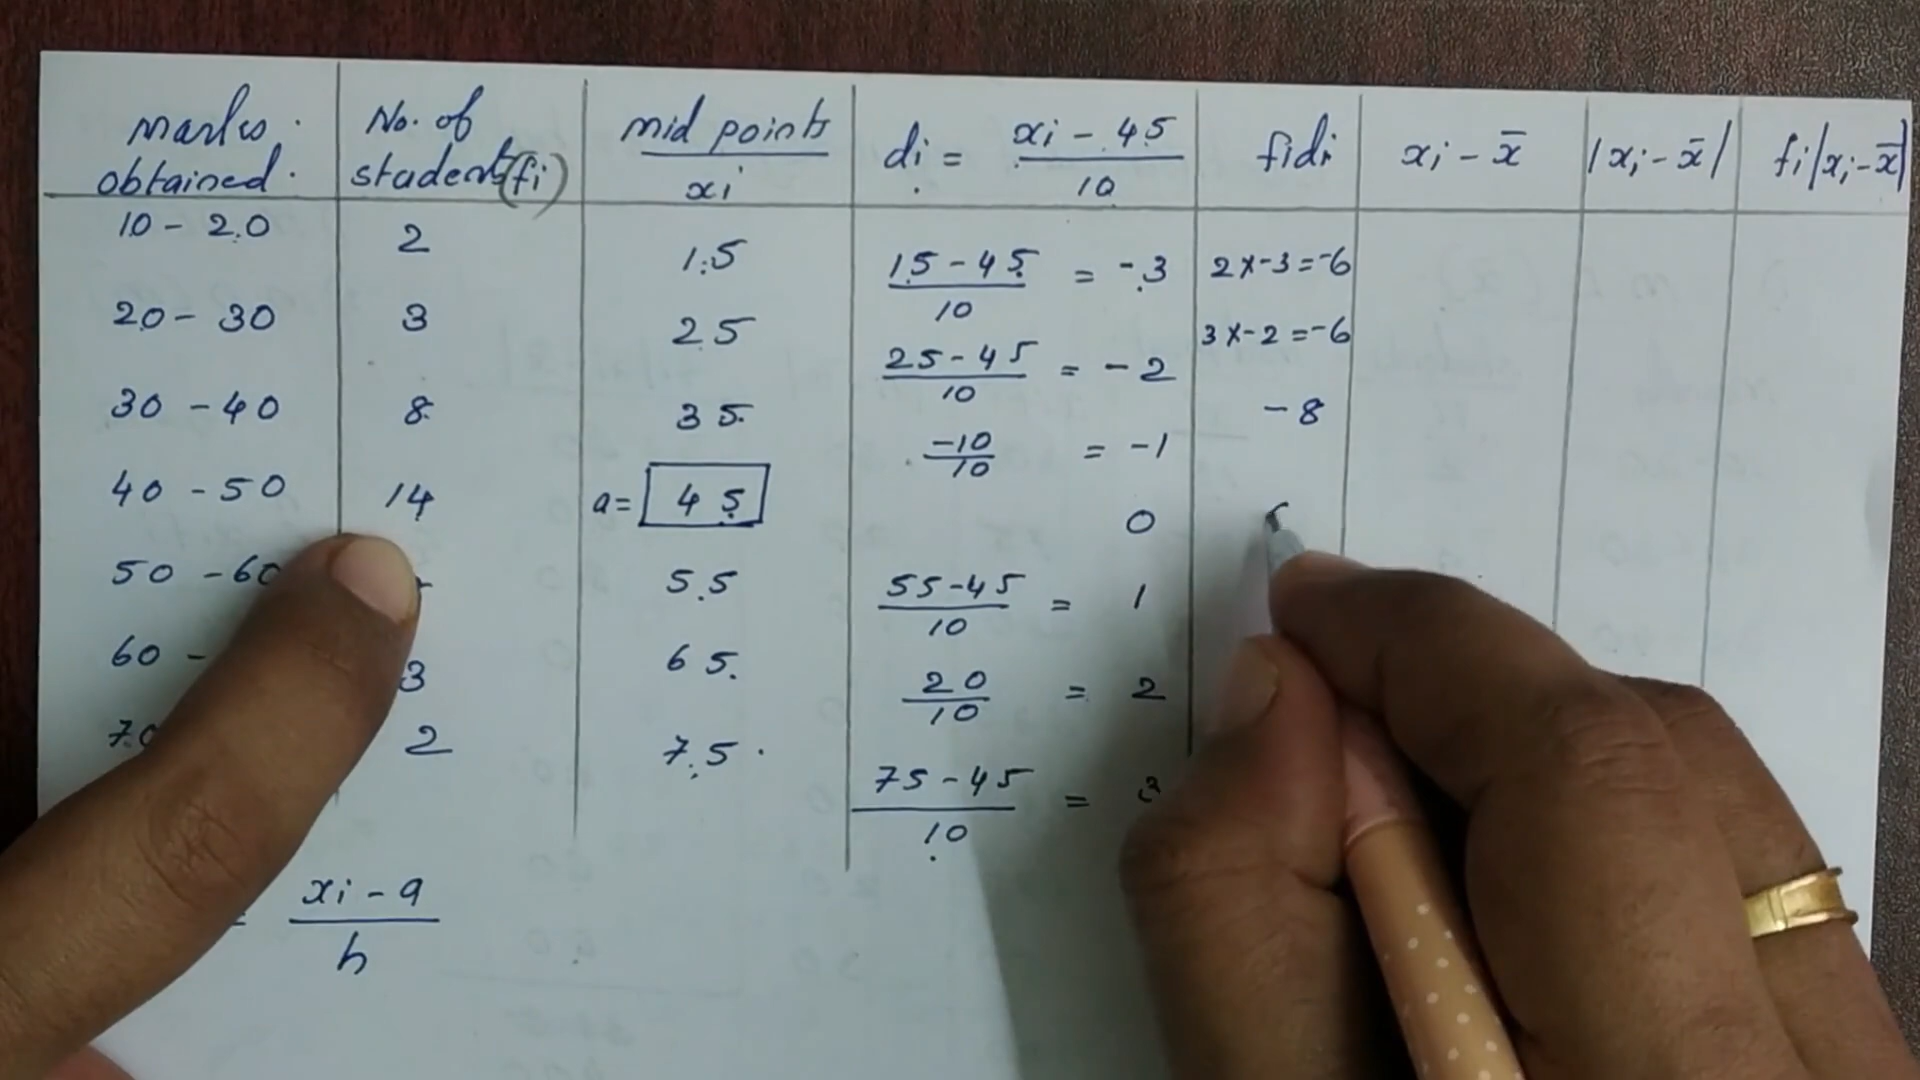 marks obtained. | No. of students (fi) | mid points / xi | di = xi - 45 / 10 | fidi | xi - x̄ | |xi - x̄| | fi|xi - x̄|
10 - 20 | 2 | 15 | 15 - 45 / 10 = -3 | 2 x -3 = -6
20 - 30 | 3 | 25 | 25 - 45 / 10 = -2 | 3 x -2 = -6
30 - 40 | 8 | 35 | -10 / 10 = -1 | -8
40 - 50 | 14 | a = 45 | 0
50 - 60 | 55 | 55 - 45 / 10 = 1
60 - | 3 | 65 | 20 / 10 = 2
70 | 2 | 75 | 75 - 45 / 10 = 3
= xi - a / h